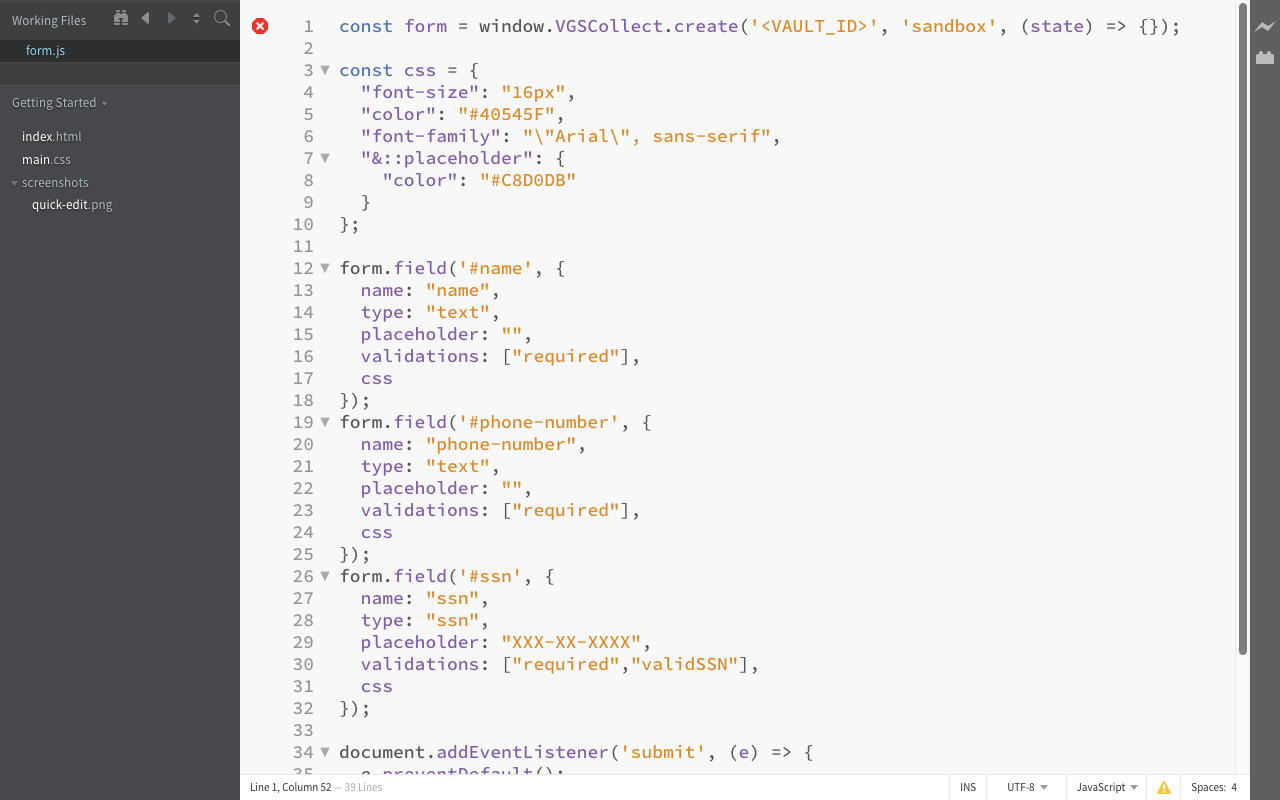 Working Files
form.js
Getting Started
index.html
main.css
screenshots
quick-edit.png
1 const form = window.VGSCollect.create('<VAULT_ID>', 'sandbox', (state) => {});
2
3 const css = {
4   "font-size": "16px",
5   "color": "#40545F",
6   "font-family": "\"Arial\", sans-serif",
7   "&::placeholder": {
8     "color": "#C8D0DB"
9   }
10 };
11
12 form.field('#name', {
13   name: "name",
14   type: "text",
15   placeholder: "",
16   validations: ["required"],
17   css
18 });
19 form.field('#phone-number', {
20   name: "phone-number",
21   type: "text",
22   placeholder: "",
23   validations: ["required"],
24   css
25 });
26 form.field('#ssn', {
27   name: "ssn",
28   type: "ssn",
29   placeholder: "XXX-XX-XXXX",
30   validations: ["required","validSSN"],
31   css
32 });
33
34 document.addEventListener('submit', (e) => {
35   e.preventDefault();
Line 1, Column 52 — 39 Lines
INS
UTF-8
JavaScript
Spaces: 4